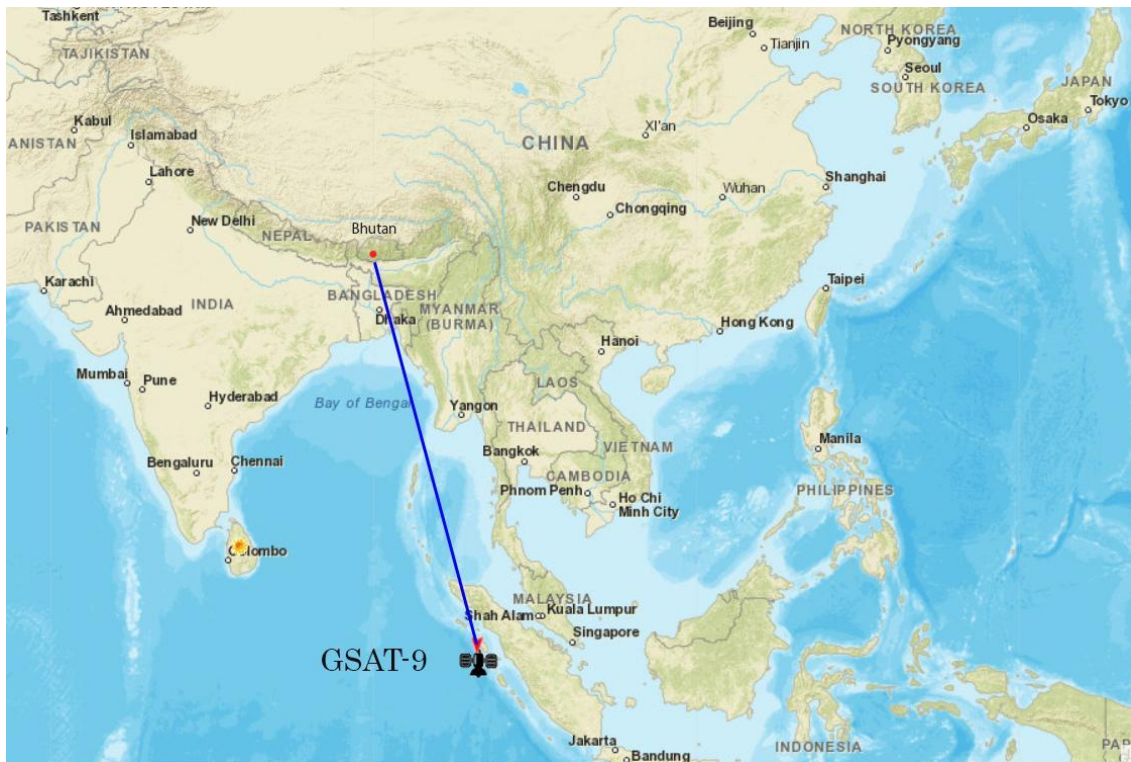 Tashkent
TAJIKISTAN
Beijing
Tianjin
NORTH KOREA
Pyongyang
Seoul
SOUTH KOREA
JAPAN
Tokyo
Osaka
Kabul
ANISTAN
Islamabad
Lahore
XI'an
CHINA
Chengdu
Wuhan
Shanghai
Chongqing
PAKISTAN
New Delhi
NEPAL
Bhutan
Karachi
INDIA
BANGLADESH
Dhaka
MYANMAR
(BURMA)
Taipei
Ahmedabad
Hong Kong
Hanoi
Mumbai
Pune
LAOS
Hyderabad
Bay of Bengal
Yangon
THAILAND
VIETNAM
Manila
Bengaluru
Chennai
Bangkok
CAMBODIA
Phnom Penh
Ho Chi
Minh City
PHILIPPINES
Colombo
MALAYSIA
Shah Alam
Kuala Lumpur
Singapore
GSAT-9
Jakarta
Bandung
INDONESIA
PAP